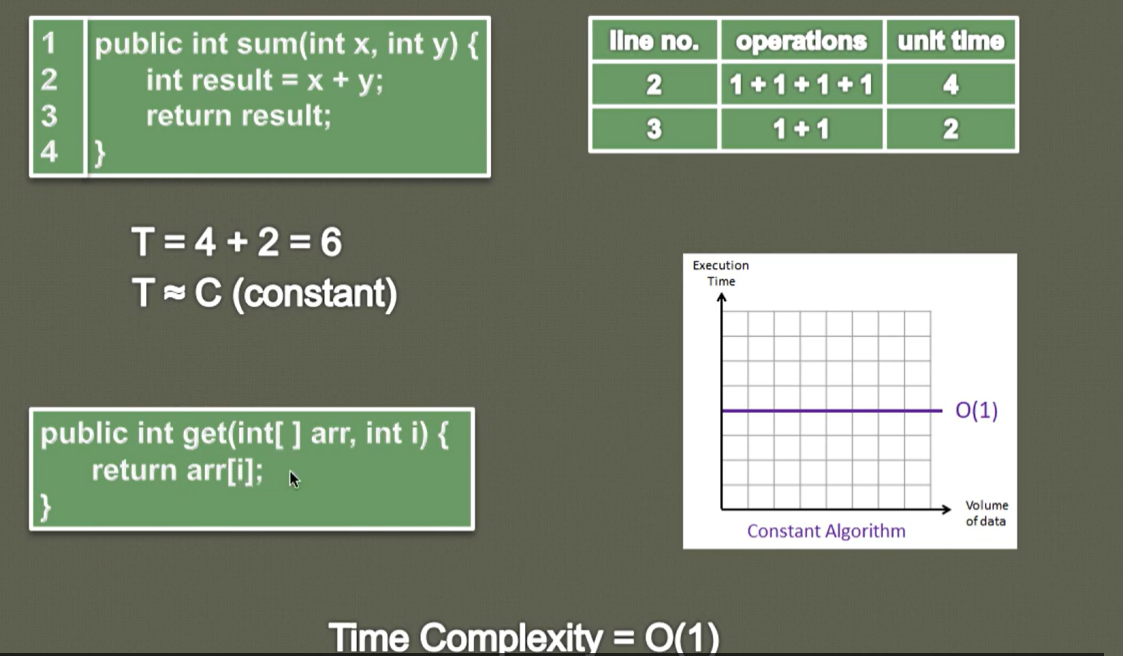 1 public int sum(int x, int y) {
2 int result = x + y;
3 return result;
4 }
line no. operations unit time
2 1 + 1 + 1 + 1 4
3 1 + 1 2
T = 4 + 2 = 6
T ≈ C (constant)
Execution
Time
O(1)
Volume
of data
Constant Algorithm
public int get(int[ ] arr, int i) {
return arr[i];
}
Time Complexity = O(1)